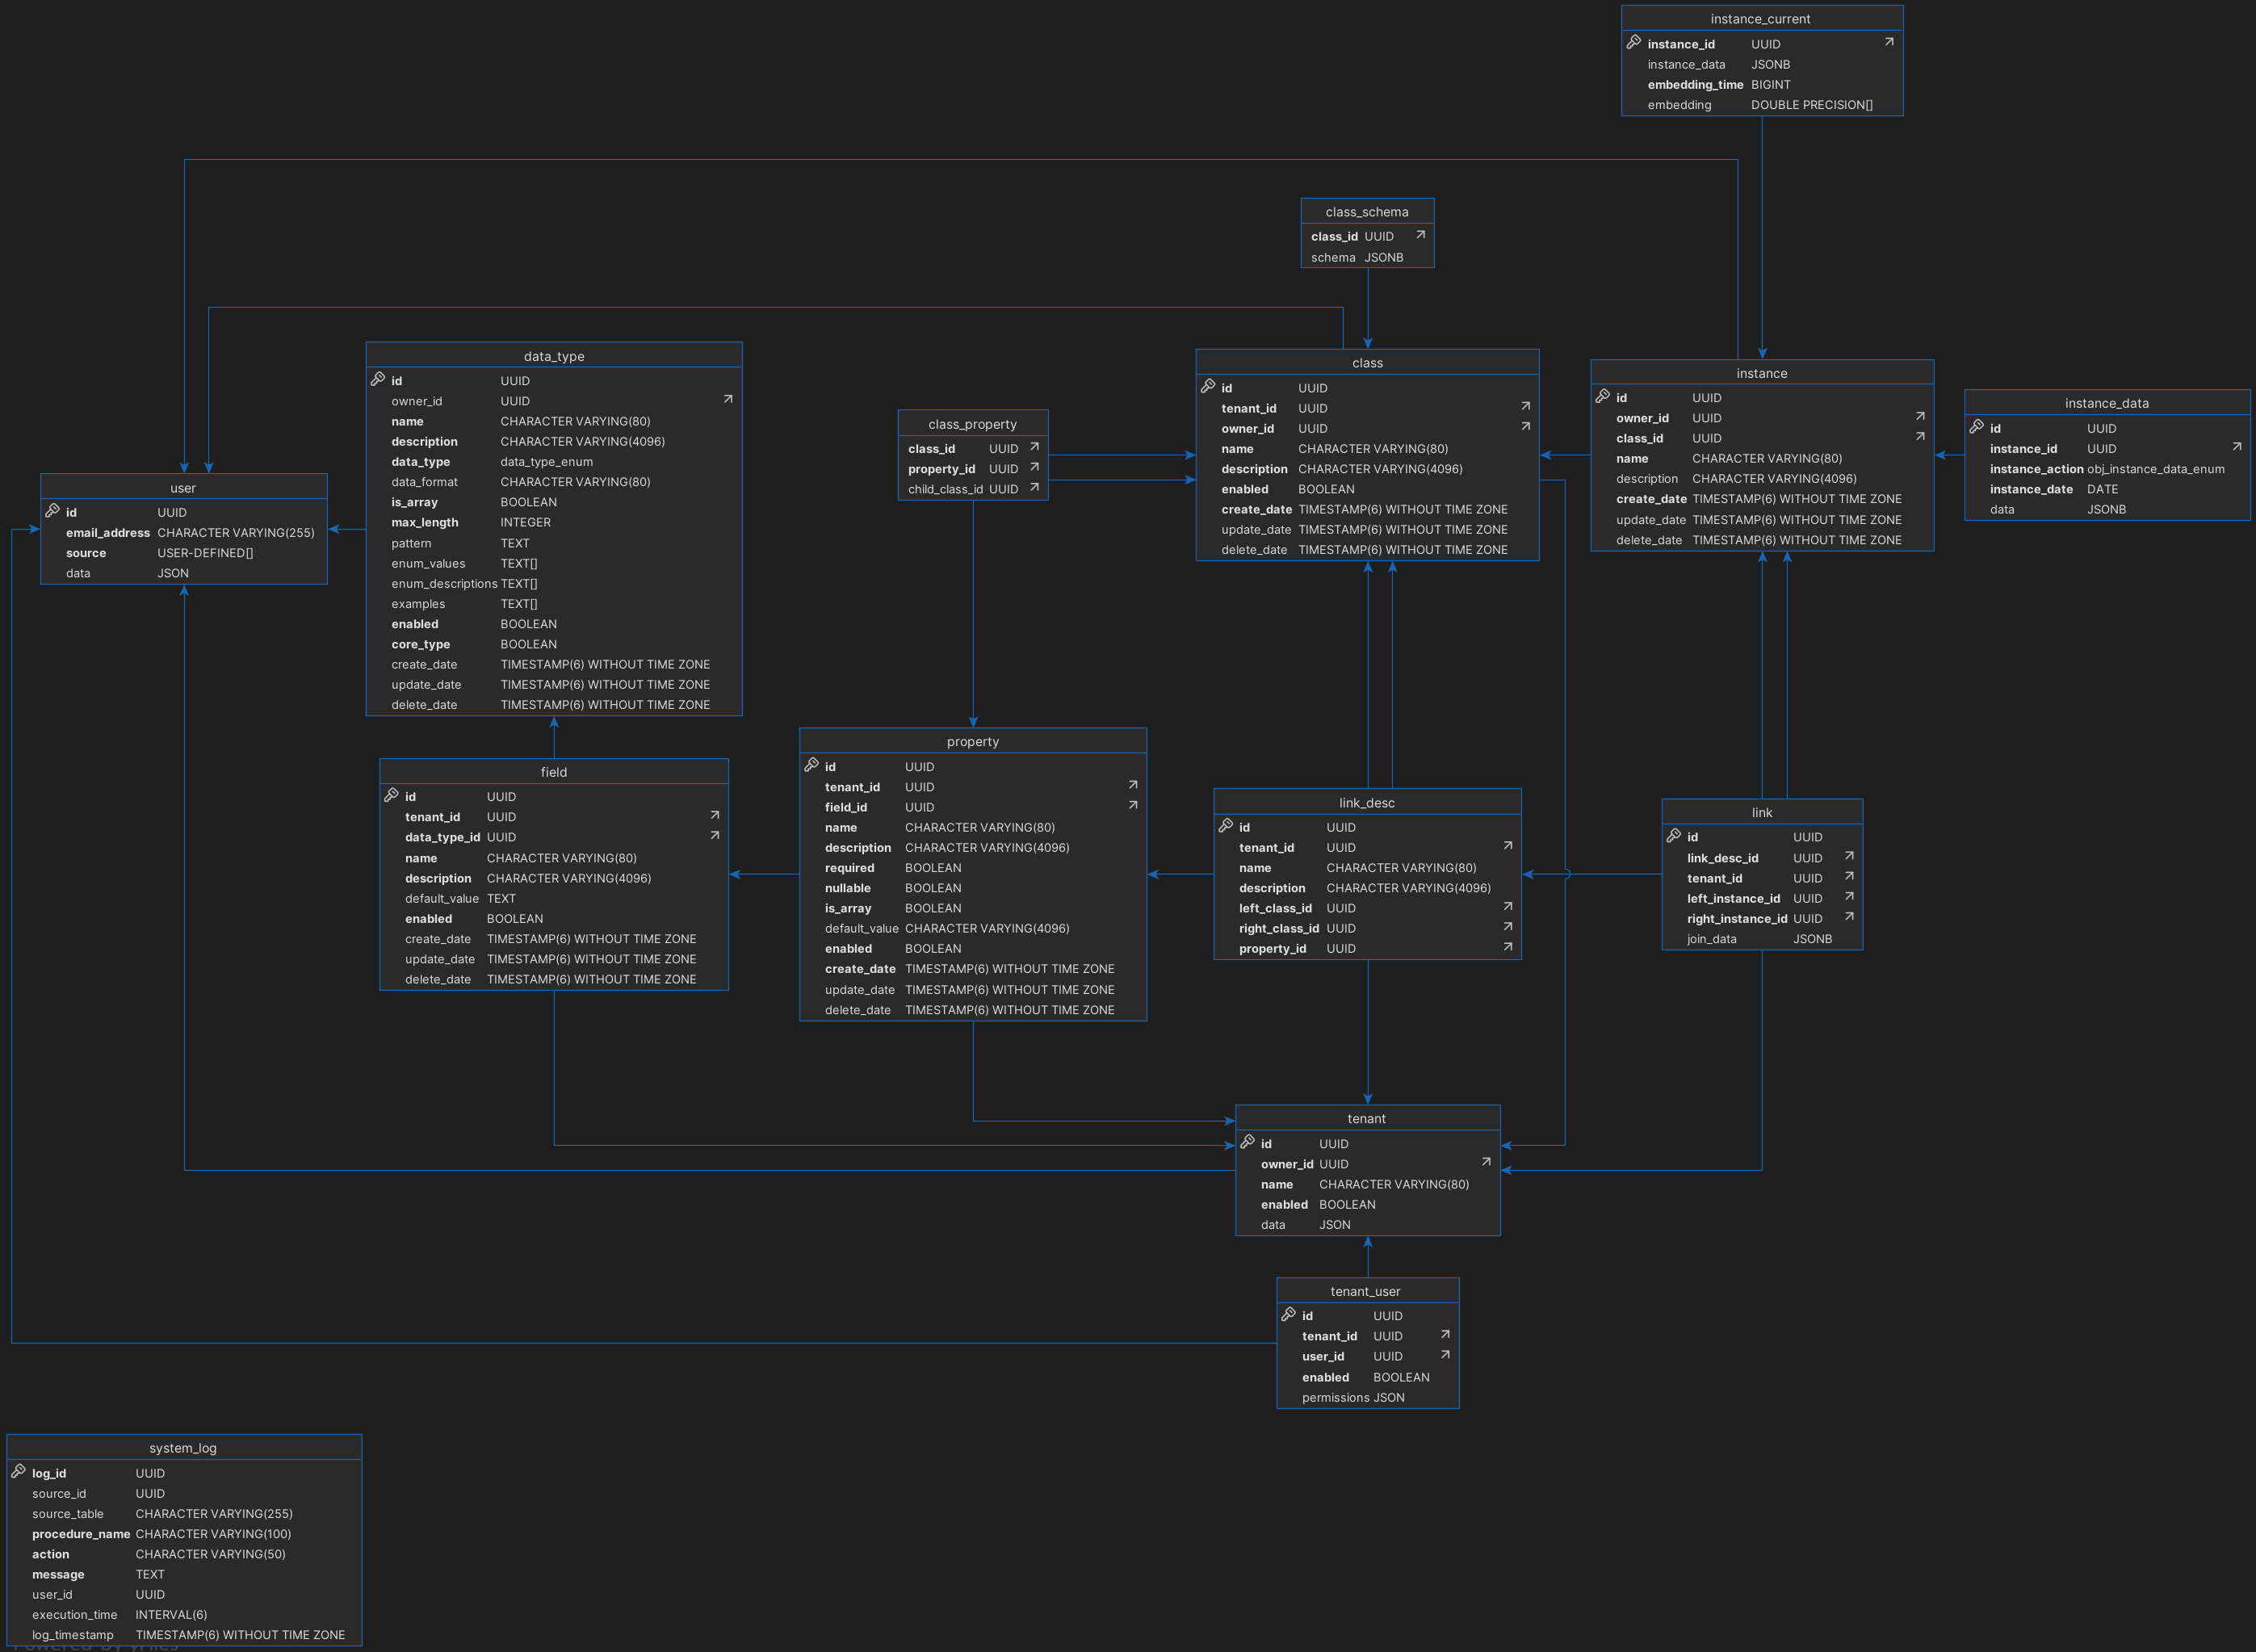 instance_current
instance_id UUID
instance_data JSONB
embedding_time BIGINT
embedding DOUBLE PRECISION[]
class_schema
class_id UUID
schema JSONB
data_type
id UUID
owner_id UUID
name CHARACTER VARYING(80)
description CHARACTER VARYING(4096)
data_type data_type_enum
data_format CHARACTER VARYING(80)
is_array BOOLEAN
max_length INTEGER
pattern TEXT
enum_values TEXT[]
enum_descriptions TEXT[]
examples TEXT[]
enabled BOOLEAN
core_type BOOLEAN
create_date TIMESTAMP(6) WITHOUT TIME ZONE
update_date TIMESTAMP(6) WITHOUT TIME ZONE
delete_date TIMESTAMP(6) WITHOUT TIME ZONE
class
id UUID
tenant_id UUID
owner_id UUID
name CHARACTER VARYING(80)
description CHARACTER VARYING(4096)
enabled BOOLEAN
create_date TIMESTAMP(6) WITHOUT TIME ZONE
update_date TIMESTAMP(6) WITHOUT TIME ZONE
delete_date TIMESTAMP(6) WITHOUT TIME ZONE
instance
id UUID
owner_id UUID
class_id UUID
name CHARACTER VARYING(80)
description CHARACTER VARYING(4096)
create_date TIMESTAMP(6) WITHOUT TIME ZONE
update_date TIMESTAMP(6) WITHOUT TIME ZONE
delete_date TIMESTAMP(6) WITHOUT TIME ZONE
instance_data
id UUID
instance_id UUID
instance_action obj_instance_data_enum
instance_date DATE
data JSONB
class_property
class_id UUID
property_id UUID
child_class_id UUID
user
id UUID
email_address CHARACTER VARYING(255)
source USER-DEFINED[]
data JSON
property
id UUID
tenant_id UUID
field_id UUID
name CHARACTER VARYING(80)
description CHARACTER VARYING(4096)
required BOOLEAN
nullable BOOLEAN
is_array BOOLEAN
default_value CHARACTER VARYING(4096)
enabled BOOLEAN
create_date TIMESTAMP(6) WITHOUT TIME ZONE
update_date TIMESTAMP(6) WITHOUT TIME ZONE
delete_date TIMESTAMP(6) WITHOUT TIME ZONE
field
id UUID
tenant_id UUID
data_type_id UUID
name CHARACTER VARYING(80)
description CHARACTER VARYING(4096)
default_value TEXT
enabled BOOLEAN
create_date TIMESTAMP(6) WITHOUT TIME ZONE
update_date TIMESTAMP(6) WITHOUT TIME ZONE
delete_date TIMESTAMP(6) WITHOUT TIME ZONE
link_desc
id UUID
tenant_id UUID
name CHARACTER VARYING(80)
description CHARACTER VARYING(4096)
left_class_id UUID
right_class_id UUID
property_id UUID
link
id UUID
link_desc_id UUID
tenant_id UUID
left_instance_id UUID
right_instance_id UUID
join_data JSONB
tenant
id UUID
owner_id UUID
name CHARACTER VARYING(80)
enabled BOOLEAN
data JSON
tenant_user
id UUID
tenant_id UUID
user_id UUID
enabled BOOLEAN
permissions JSON
system_log
log_id UUID
source_id UUID
source_table CHARACTER VARYING(255)
procedure_name CHARACTER VARYING(100)
action CHARACTER VARYING(50)
message TEXT
user_id UUID
execution_time INTERVAL(6)
log_timestamp TIMESTAMP(6) WITHOUT TIME ZONE
Powered by yFiles